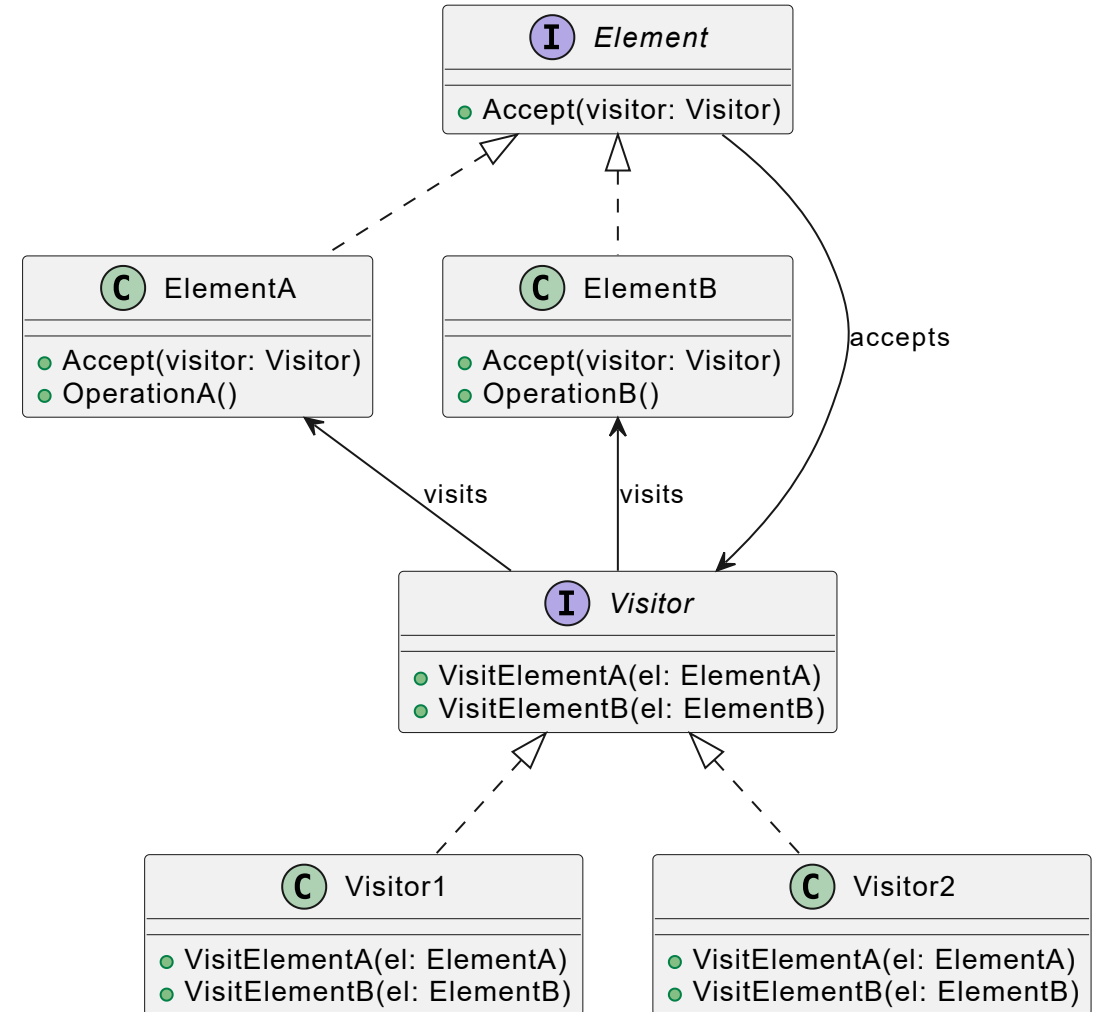 I Element
Accept(visitor: Visitor)
C ElementA
Accept(visitor: Visitor)
OperationA()
C ElementB
Accept(visitor: Visitor)
OperationB()
accepts
visits
visits
I Visitor
VisitElementA(el: ElementA)
VisitElementB(el: ElementB)
C Visitor1
VisitElementA(el: ElementA)
VisitElementB(el: ElementB)
C Visitor2
VisitElementA(el: ElementA)
VisitElementB(el: ElementB)